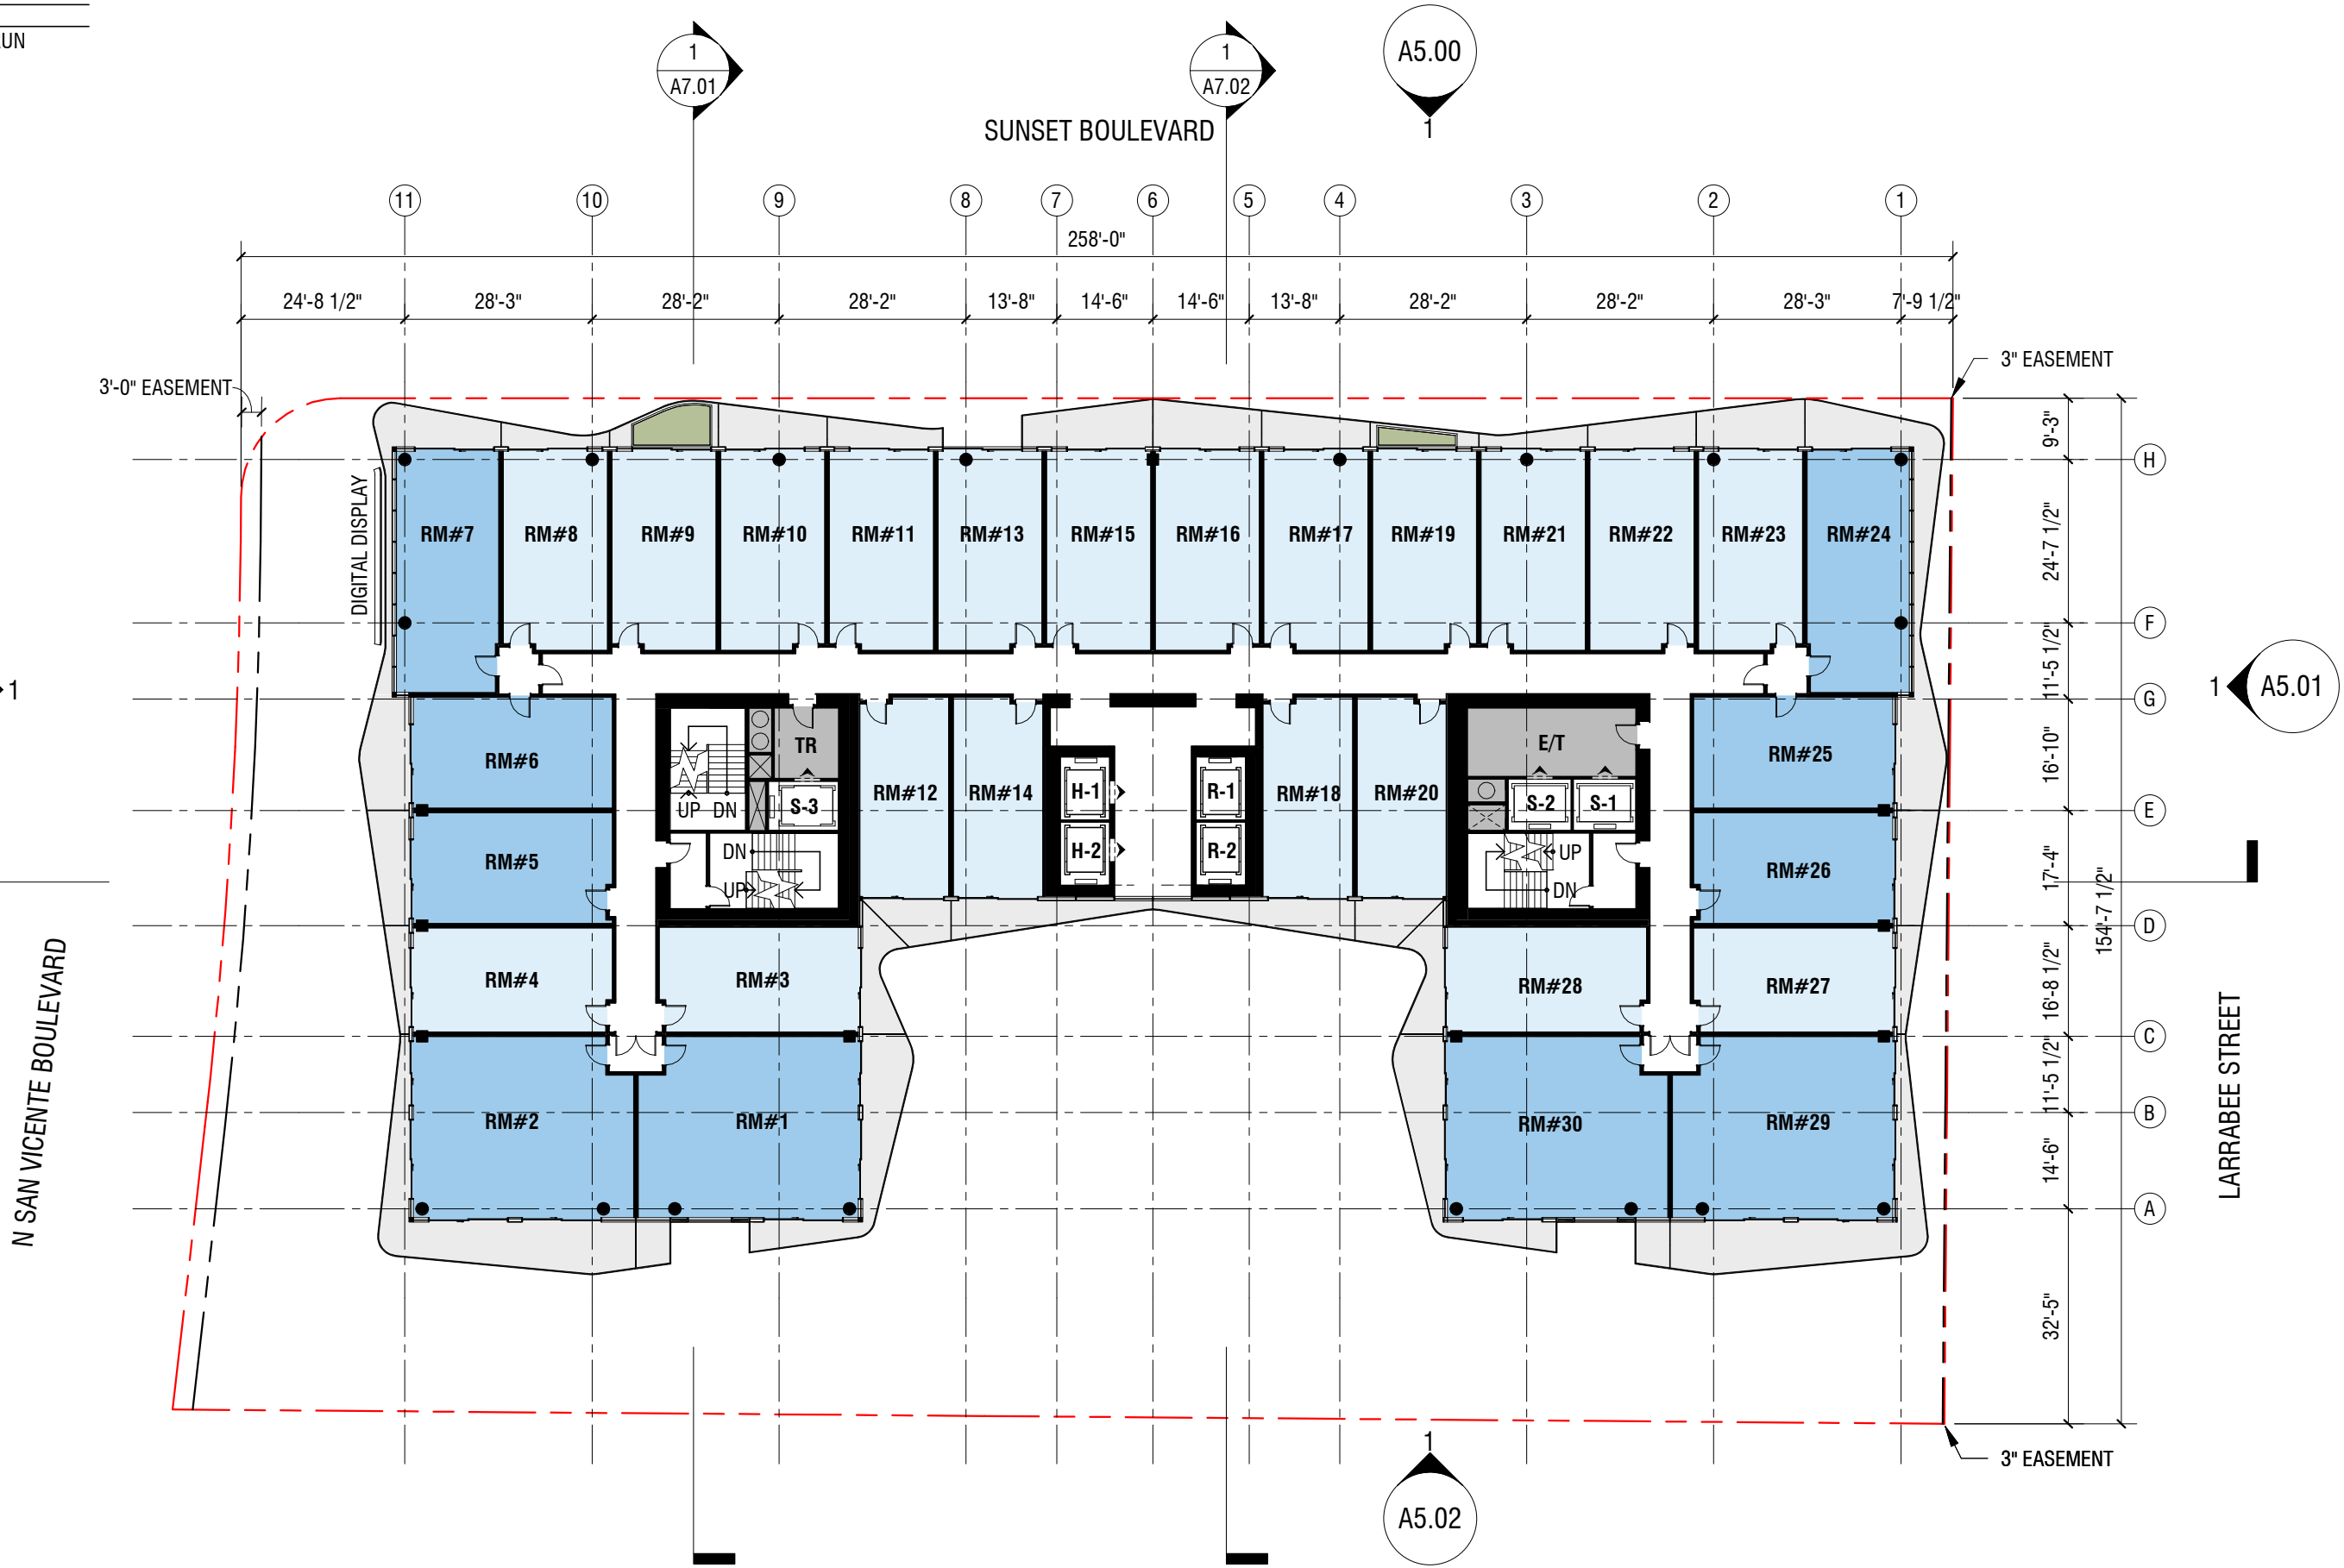 UN
1
A7.01
1
A7.02
A5.00
1
SUNSET BOULEVARD
11
10
9
8
7
6
5
4
3
2
1
258'-0"
24'-8 1/2"
28'-3"
28'-2"
28'-2"
13'-8"
14'-6"
14'-6"
13'-8"
28'-2"
28'-2"
28'-3"
7'-9 1/2"
3'-0" EASEMENT
3" EASEMENT
DIGITAL DISPLAY
9'-3"
H
24'-7 1/2"
RM#7
RM#8
RM#9
RM#10
RM#11
RM#13
RM#15
RM#16
RM#17
RM#19
RM#21
RM#22
RM#23
RM#24
F
11'-5 1/2"
1
1
A5.01
G
RM#6
TR
E/T
RM#25
16'-10"
UP
DN
S-3
RM#12
RM#14
H-1
R-1
RM#18
RM#20
S-2
S-1
E
RM#5
DN
UP
H-2
R-2
UP
DN
RM#26
17'-4"
154'-7 1/2"
D
N SAN VICENTE BOULEVARD
RM#4
RM#3
RM#28
RM#27
16'-8 1/2"
C
LARRABEE STREET
11'-5 1/2"
RM#2
RM#1
RM#30
RM#29
B
14'-6"
A
32'-5"
1
A5.02
3" EASEMENT